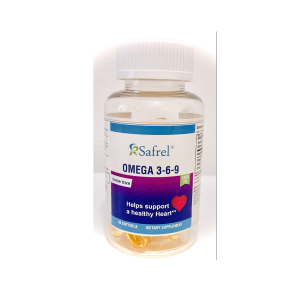 Safrel®
OMEGA 3-6-9
Helps support
a healthy Heart**
DIETARY SUPPLEMENT